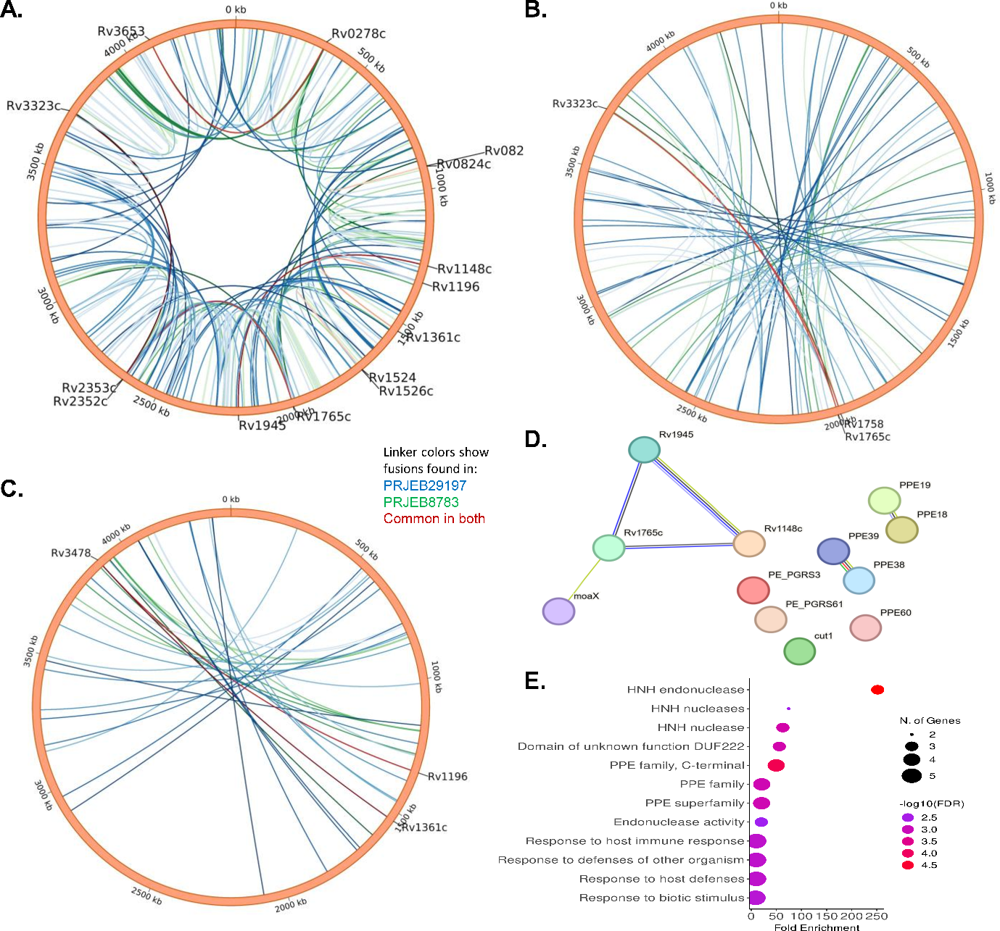 A.
0 kb
Rv3653
4000 kb
Rv0278c
500 kb
Rv3323c
Rv082
Rv0824c
3500 kb
1000 kb
Rv1148c
Rv1196
3000 kb
1500 kb
Rv1361c
Rv1524
Rv1526c
Rv2353c
Rv2352c
2500 kb
2000 kb
Rv1765c
Rv1945
B.
0 kb
4000 kb
500 kb
Rv3323c
3500 kb
1000 kb
3000 kb
1500 kb
2500 kb
2000 kb
Rv1758
Rv1765c
Linker colors show
fusions found in:
PRJEB29197
PRJEB8783
Common in both
C.
0 kb
4000 kb
500 kb
Rv3478
3500 kb
1000 kb
Rv1196
3000 kb
1500 kb
Rv1361c
2500 kb
2000 kb
D.
Rv1945
PPE19
PPE18
Rv1765c
Rv1148c
PPE39
PPE38
PE_PGRS3
moaX
PE_PGRS61
PPE60
cut1
E.
HNH endonuclease
HNH nucleases
HNH nuclease
Domain of unknown function DUF222
PPE family, C-terminal
PPE family
PPE superfamily
Endonuclease activity
Response to host immune response
Response to defenses of other organism
Response to host defenses
Response to biotic stimulus
0 50 100 150 200 250
Fold Enrichment
N. of Genes
2
3
4
5
-log10(FDR)
2.5
3.0
3.5
4.0
4.5